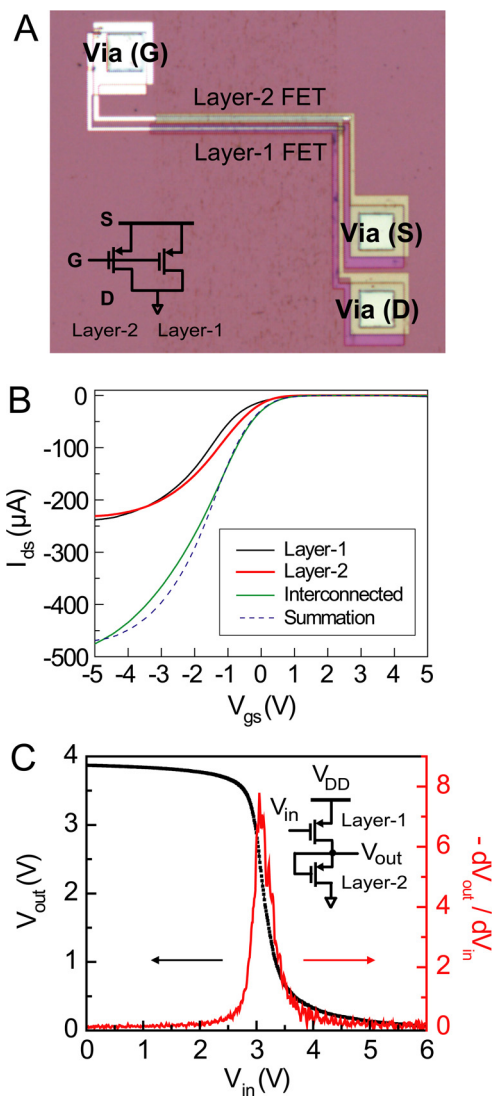 A
Via (G)
Layer-2 FET
Layer-1 FET
S
G
D
Layer-2 Layer-1
Via (S)
Via (D)
B
0
-100
-200
-300
-400
-500
I_ds (μA)
Layer-1
Layer-2
Interconnected
Summation
-5 -4 -3 -2 -1 0 1 2 3 4 5
V_gs (V)
C
4
3
2
1
0
V_out (V)
V_DD
V_in
Layer-1
V_out
Layer-2
8
6
4
2
0
- dV_out / dV_in
0 1 2 3 4 5 6
V_in (V)